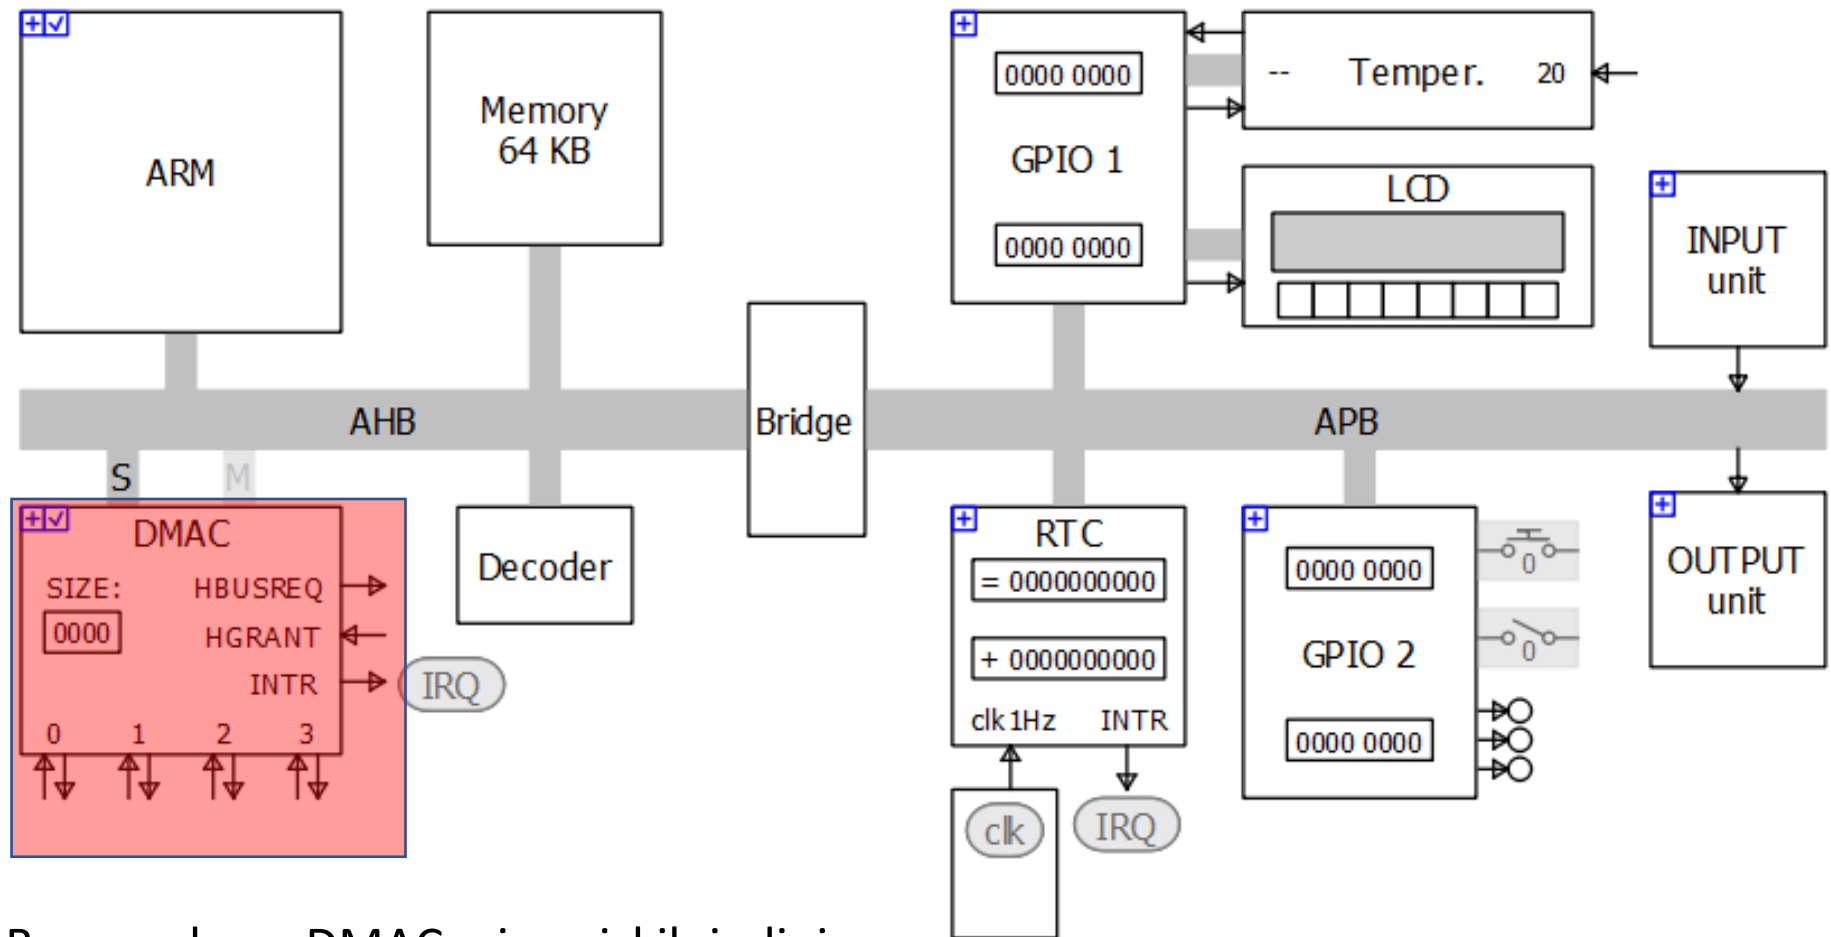 ARM
Memory
64 KB
0000 0000
GPIO 1
0000 0000
-- Temper. 20
LCD
INPUT
unit
AHB
Bridge
APB
S
M
DMAC
SIZE:
0000
HBUSREQ
HGRANT
INTR
0 1 2 3
IRQ
Decoder
RTC
= 0000000000
+ 0000000000
clk 1Hz INTR
clk
IRQ
0000 0000
GPIO 2
0000 0000
0
0
OUTPUT
unit
DMAC